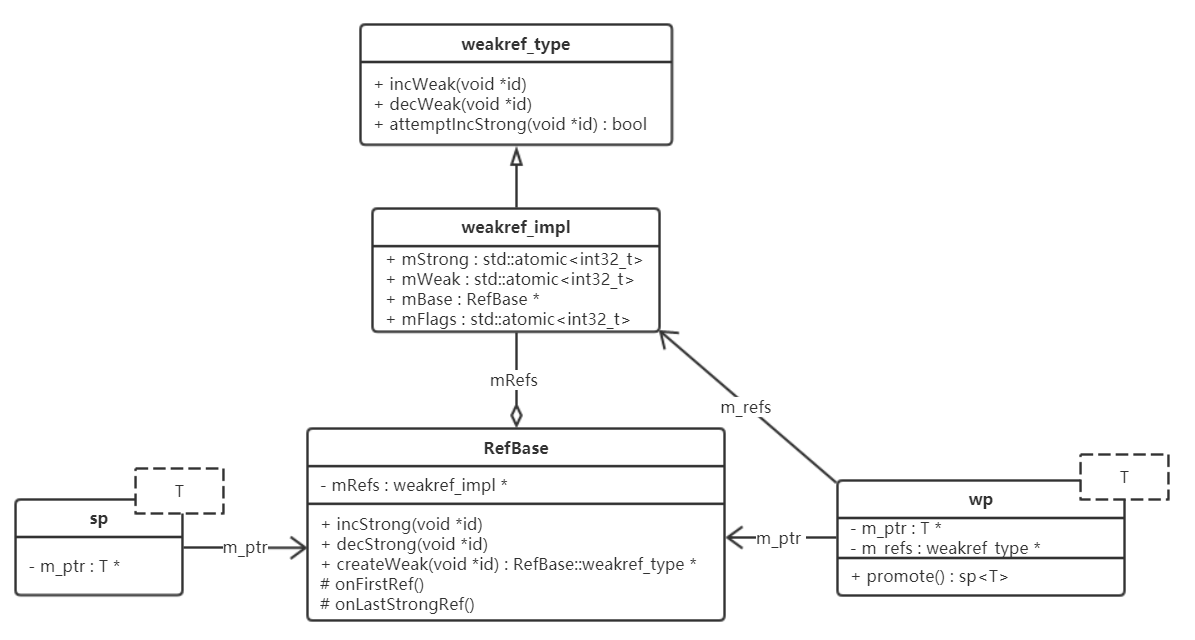 weakref_type
+ incWeak(void *id)
+ decWeak(void *id)
+ attemptIncStrong(void *id) : bool
weakref_impl
+ mStrong : std::atomic<int32_t>
+ mWeak : std::atomic<int32_t>
+ mBase : RefBase *
+ mFlags : std::atomic<int32_t>
mRefs
m_refs
RefBase
- mRefs : weakref_impl *
+ incStrong(void *id)
+ decStrong(void *id)
+ createWeak(void *id) : RefBase::weakref_type *
# onFirstRef()
# onLastStrongRef()
T
sp
- m_ptr : T *
m_ptr
m_ptr
T
wp
- m_ptr : T *
- m_refs : weakref_type *
+ promote() : sp<T>